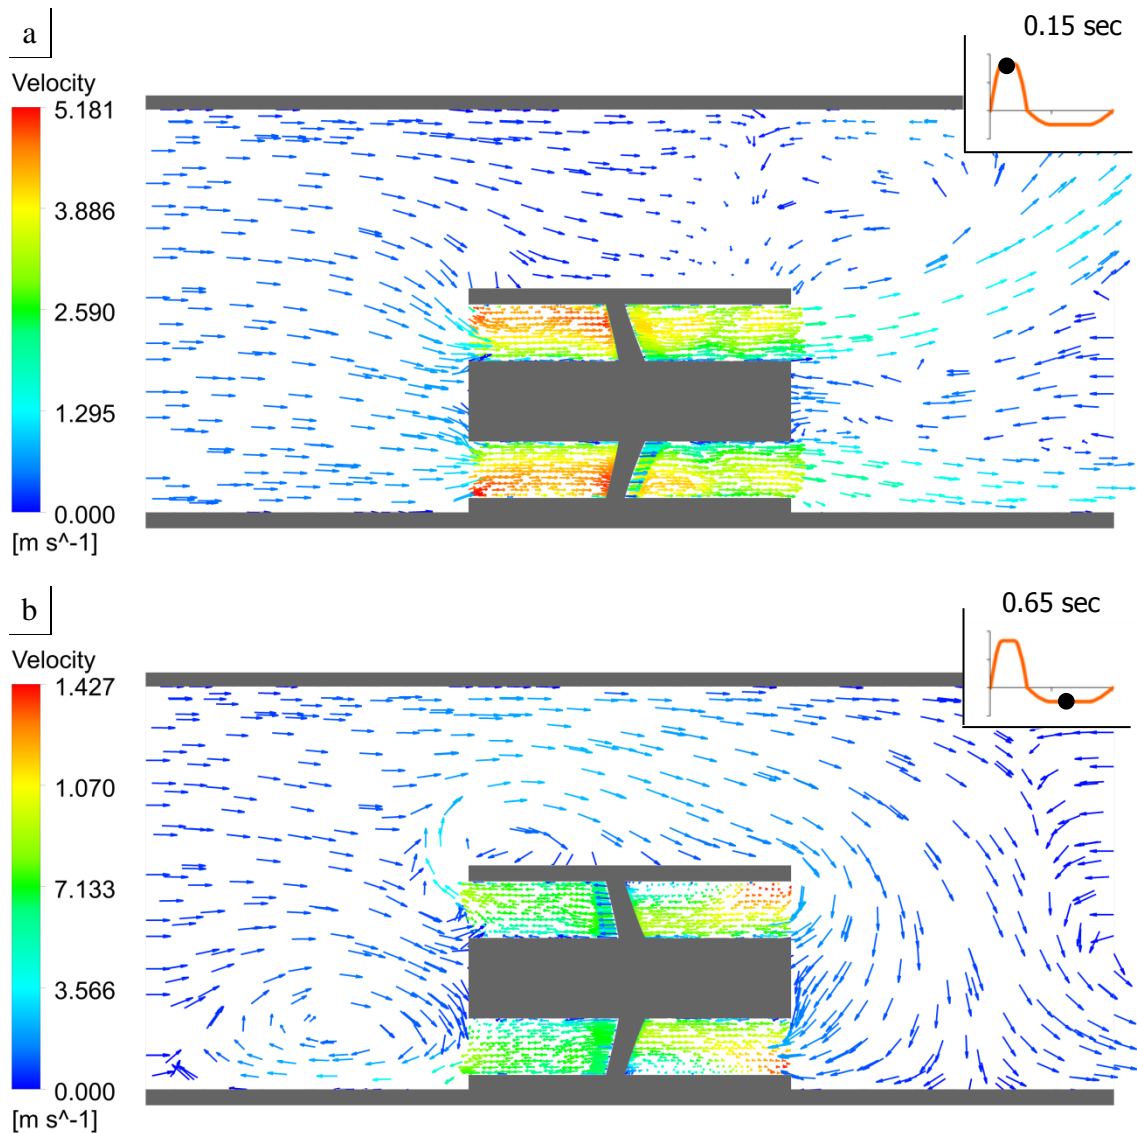 a
0.15 sec
Velocity
5.181
3.886
2.590
1.295
0.000
[m s^-1]
b
0.65 sec
Velocity
1.427
1.070
7.133
3.566
0.000
[m s^-1]